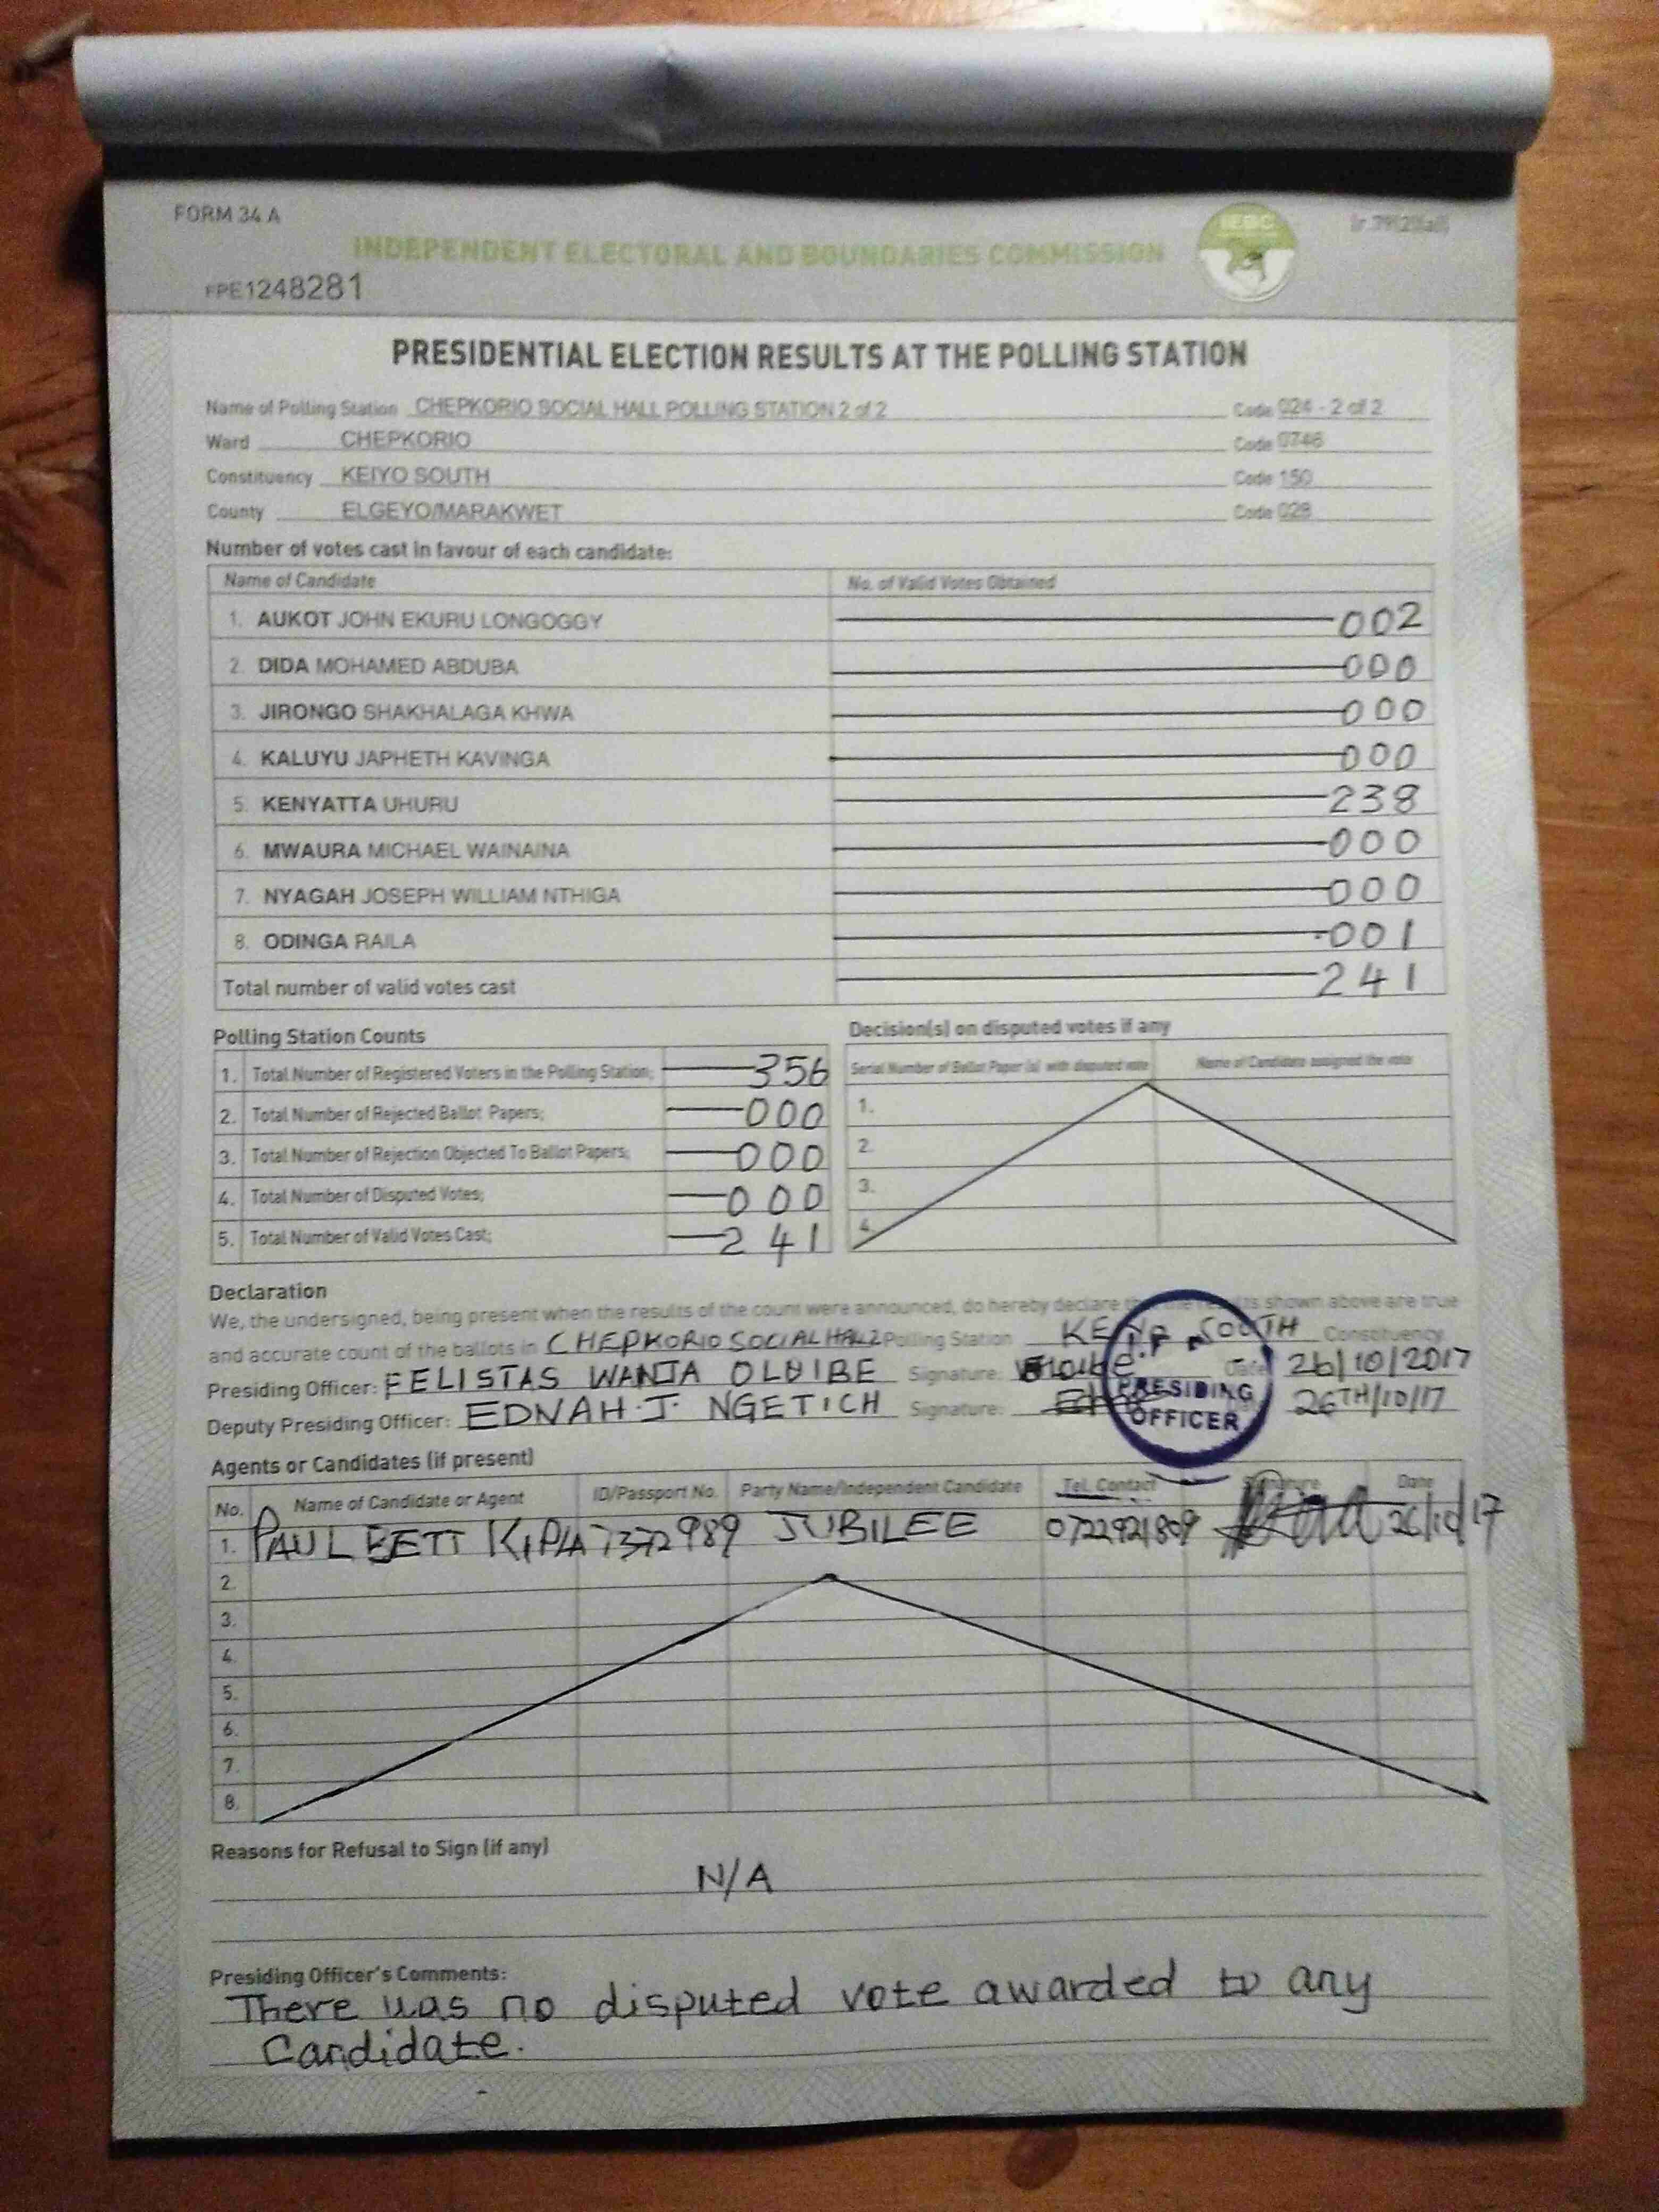 FORM 34 A
INDEPENDENT ELECTORAL AND BOUNDARIES COMMISSION
IEBC
FPE1248281
PRESIDENTIAL ELECTION RESULTS AT THE POLLING STATION
Name of Polling Station CHEPKORIO SOCIAL HALL POLLING STATION 2 of 2 Code 024 - 2 of 2
Ward CHEPKORIO Code 0746
Constituency KEIYO SOUTH Code 150
County ELGEYO/MARAKWET Code 028
Number of votes cast in favour of each candidate:
Name of Candidate No. of Valid Votes Obtained
1. AUKOT JOHN EKURU LONGOGGY 002
2. DIDA MOHAMED ABDUBA 000
3. JIRONGO SHAKHALAGA KHWA 000
4. KALUYU JAPHETH KAVINGA 000
5. KENYATTA UHURU 238
6. MWAURA MICHAEL WAINAINA 000
7. NYAGAH JOSEPH WILLIAM NTHIGA 000
8. ODINGA RAILA 001
Total number of valid votes cast 241
Polling Station Counts
1. Total Number of Registered Voters in the Polling Station; 356
2. Total Number of Rejected Ballot Papers; 000
3. Total Number of Rejection Objected To Ballot Papers; 000
4. Total Number of Disputed Votes; 000
5. Total Number of Valid Votes Cast; 241
Decision(s) on disputed votes if any
Serial Number of Ballot Paper (s) with disputed vote Name of Candidate assigned the vote
1.
2.
3.
4.
Declaration
We, the undersigned, being present when the results of the count were announced, do hereby declare results shown above are true
and accurate count of the ballots in CHEPKORIO SOCIAL HALL 2 Polling Station SOUTH Constituency
Presiding Officer: FELISTAS WANJA OLUIBE Signature: Date: 26/10/2017
Deputy Presiding Officer: EDNAH .J. NGETICH Signature: 26TH/10/17
PRESIDING
OFFICER
Agents or Candidates (if present)
No. Name of Candidate or Agent ID/Passport No. Party Name/Independent Candidate Tel. Contact Signature Date
1. PAUL BETT 7372989 JUBILEE 0722921809 26/10/17
2.
3.
4.
5.
6.
7.
8.
Reasons for Refusal to Sign (if any)
N/A
Presiding Officer's Comments:
There was no disputed vote awarded to any
Candidate.